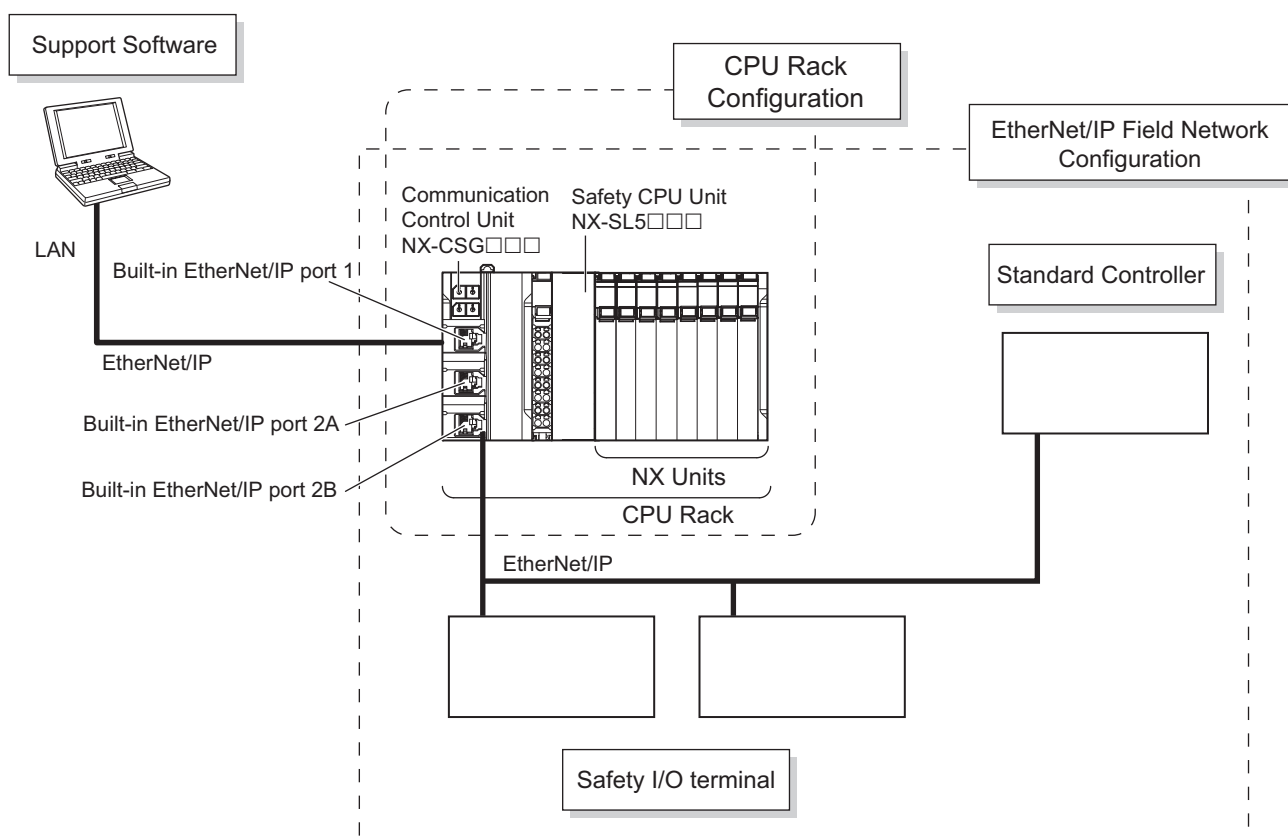 Support Software
CPU Rack
Configuration
EtherNet/IP Field Network
Configuration
Communication
Control Unit
NX-CSG□□□
Safety CPU Unit
NX-SL5□□□
LAN
Built-in EtherNet/IP port 1
Standard Controller
EtherNet/IP
Built-in EtherNet/IP port 2A
Built-in EtherNet/IP port 2B
NX Units
CPU Rack
EtherNet/IP
Safety I/O terminal